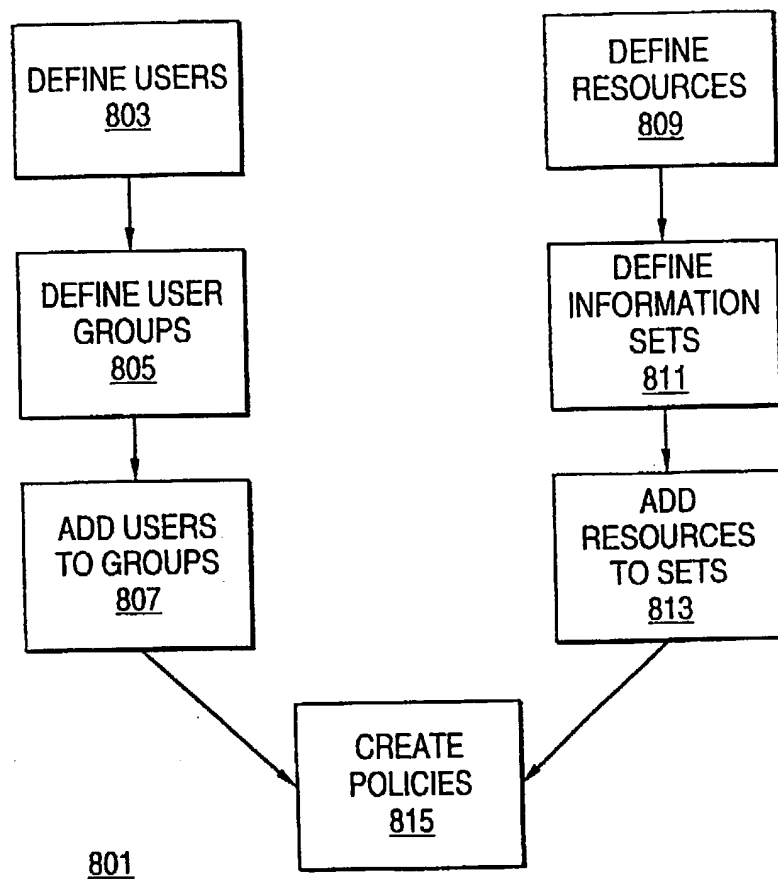 DEFINE USERS
803
DEFINE USER
GROUPS
805
ADD USERS
TO GROUPS
807
DEFINE
RESOURCES
809
DEFINE
INFORMATION
SETS
811
ADD
RESOURCES
TO SETS
813
CREATE
POLICIES
815
801